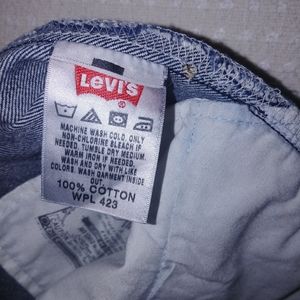 Levi's
®
MACHINE WASH COLD. ONLY
NON-CHLORINE BLEACH IF
NEEDED. TUMBLE DRY MEDIUM.
WARM IRON IF NEEDED.
WASH AND DRY WITH LIKE
COLORS. WASH GARMENT INSIDE
OUT.
100% COTTON
WPL 423